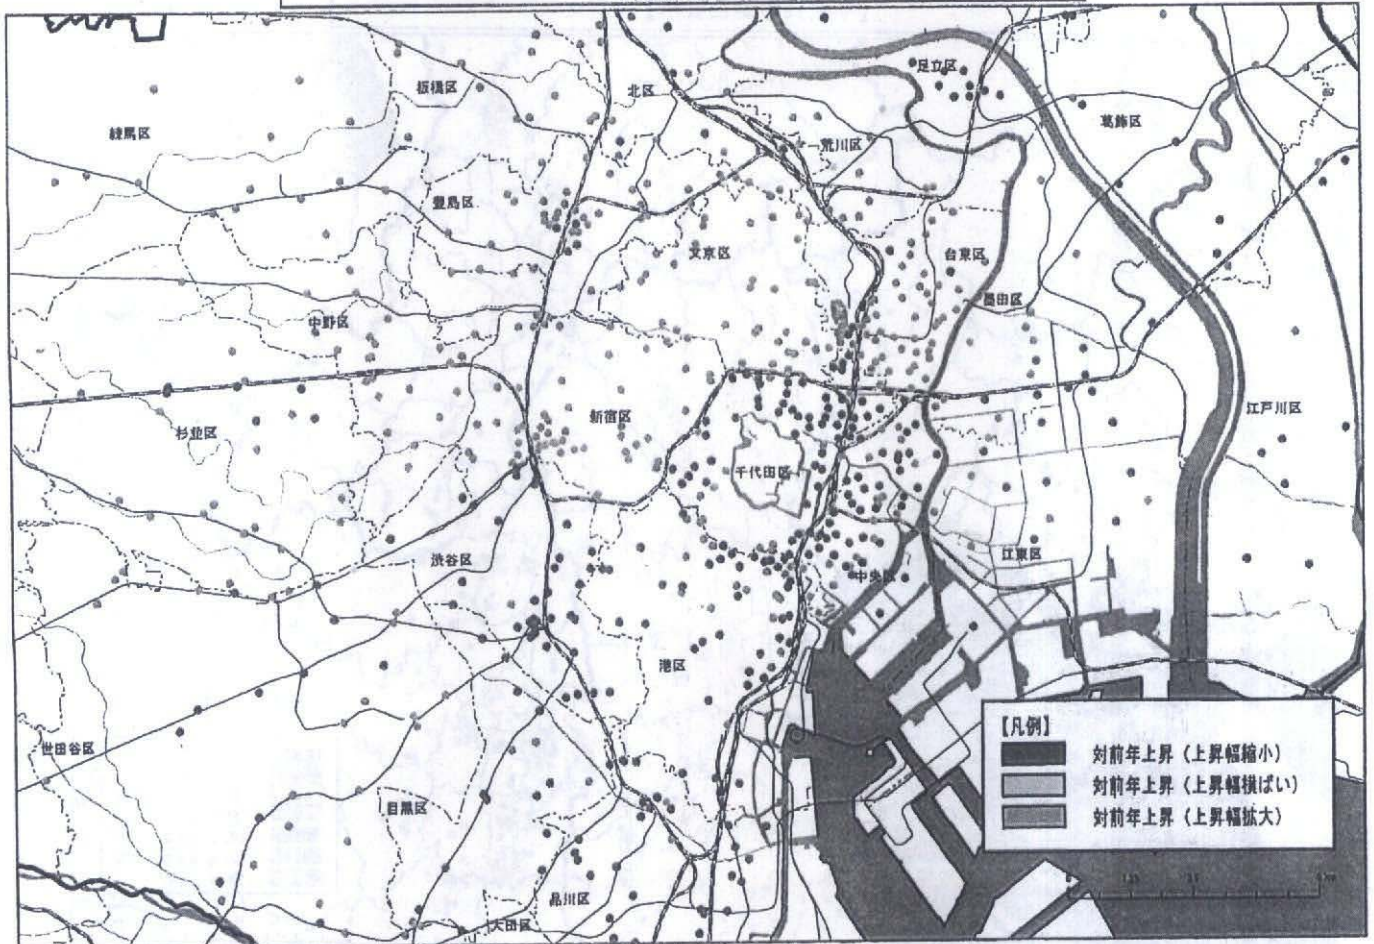 足立区
板橋区
北区
葛飾区
練馬区
荒川区
豊島区
文京区
台東区
墨田区
中野区
江戸川区
新宿区
杉並区
千代田区
江東区
渋谷区
中央区
港区
世田谷区
目黒区
品川区
大田区
【凡例】
対前年上昇（上昇幅縮小）
対前年上昇（上昇幅横ばい）
対前年上昇（上昇幅拡大）